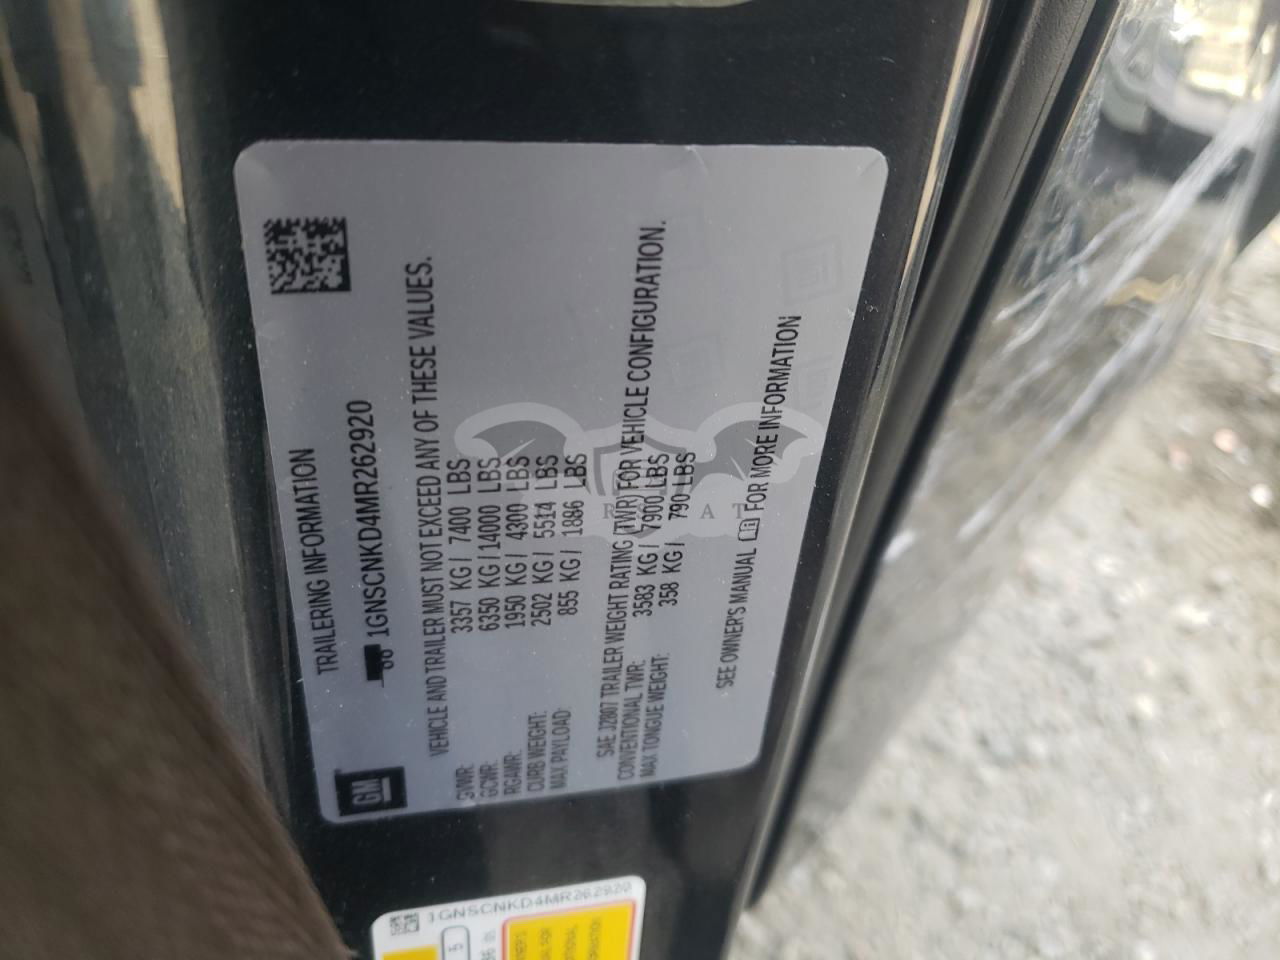 TRAILERING INFORMATION
1GNSCNKD4MR262920
GM
VEHICLE AND TRAILER MUST NOT EXCEED ANY OF THESE VALUES.
GVWR: 3357 KG / 7400 LBS
GCWR: 6350 KG / 14000 LBS
RGAWR: 1950 KG / 4300 LBS
CURB WEIGHT: 2502 KG / 5514 LBS
MAX PAYLOAD: 855 KG / 1886 LBS
SAE J2807 TRAILER WEIGHT RATING (TWR) FOR VEHICLE CONFIGURATION.
CONVENTIONAL TWR: 3583 KG / 7900 LBS
MAX TONGUE WEIGHT: 358 KG / 790 LBS
SEE OWNER'S MANUAL FOR MORE INFORMATION
1GNSCNKD4MR262920
5